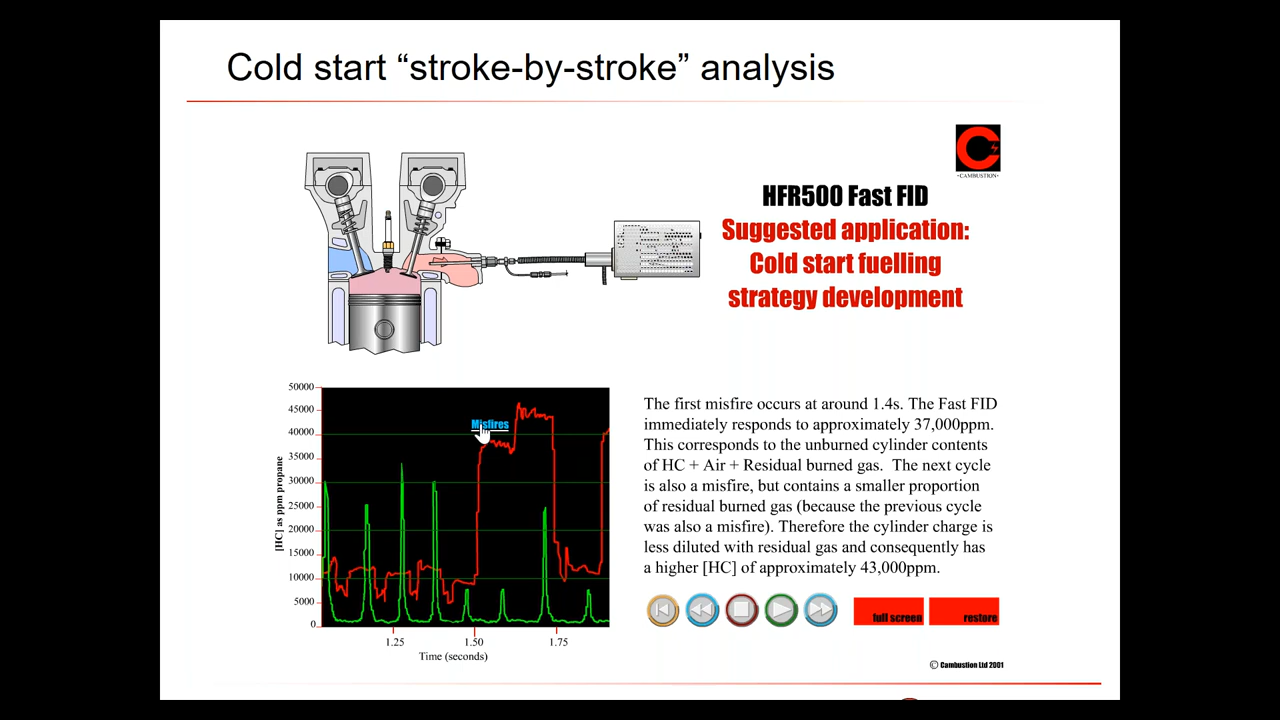 Cold start “stroke-by-stroke” analysis
CAMBUSTION
HFR500 Fast FID
Suggested application:
Cold start fuelling
strategy development
50000
45000
40000
35000
30000
25000
20000
15000
10000
5000
0
[HC] as ppm propane
Misfires
1.25
1.50
1.75
Time (seconds)
The first misfire occurs at around 1.4s. The Fast FID
immediately responds to approximately 37,000ppm.
This corresponds to the unburned cylinder contents
of HC + Air + Residual burned gas. The next cycle
is also a misfire, but contains a smaller proportion
of residual burned gas (because the previous cycle
was also a misfire). Therefore the cylinder charge is
less diluted with residual gas and consequently has
a higher [HC] of approximately 43,000ppm.
full screen
restore
© Cambustion Ltd 2001